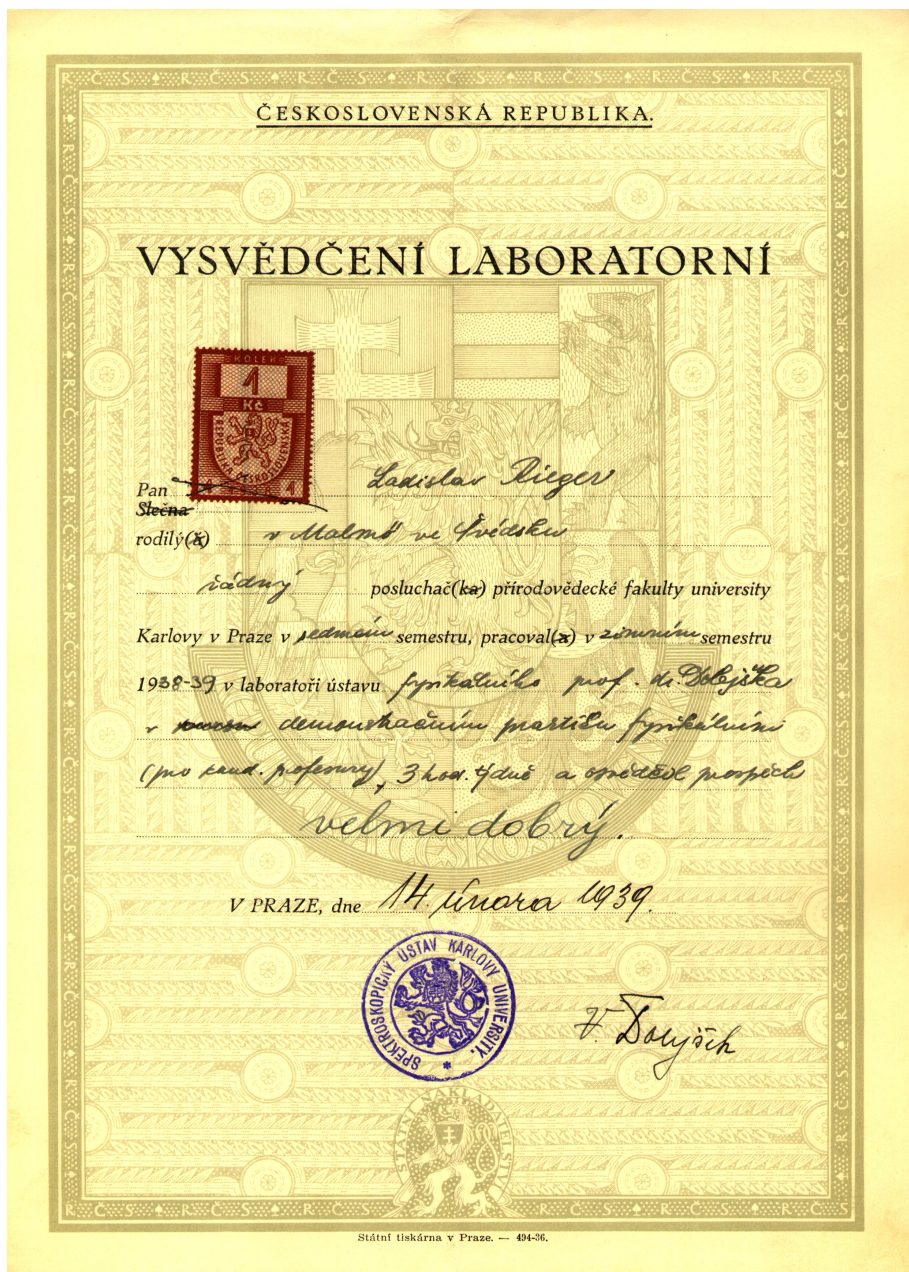 R Č S R Č S R Č S R Č S R Č S R Č S
ČESKOSLOVENSKÁ REPUBLIKA.
VYSVĚDČENÍ LABORATORNÍ
KOLEK
1
KČ
REPUBLIKA ČESKOSLOVENSKÁ
1
Pan Ladislav Rieger
Slečna
rodilý(á) v Malmö ve Švédsku
řádný posluchač(ka) přírodovědecké fakulty university
Karlovy v Praze v sedmém semestru, pracoval(a) v zimním semestru
1938-39 v laboratoři ústavu fysikálního prof. dr. Dolejška
v demonstračním praktiku fysikálním
(pro kand. profesury), 3 hod. týdně a osvědčil prospěch
velmi dobrý.
V PRAZE, dne 14. února 1939.
SPEKTROSKOPICKÝ ÚSTAV KARLOVY UNIVERSITY.
V. Dolejšek
STÁTNÍ NAKLADATELSTVÍ
Státní tiskárna v Praze. — 494-36.